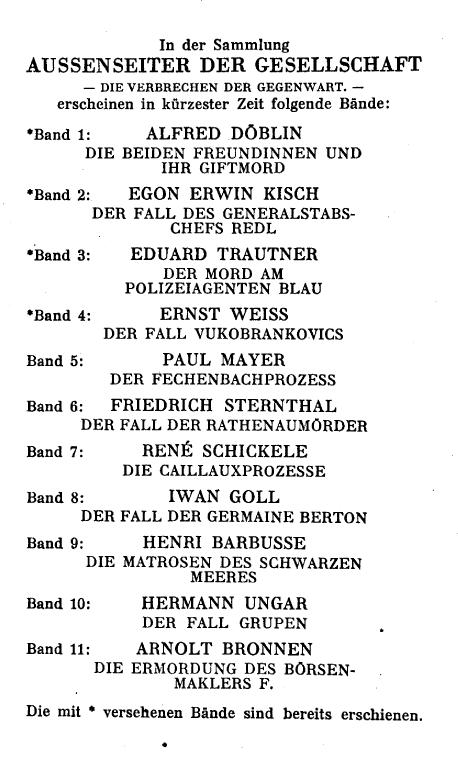 In der Sammlung
AUSSENSEITER DER GESELLSCHAFT
— DIE VERBRECHEN DER GEGENWART. —
erscheinen in kürzester Zeit folgende Bände:
*Band 1: ALFRED DÖBLIN
DIE BEIDEN FREUNDINNEN UND
IHR GIFTMORD
*Band 2: EGON ERWIN KISCH
DER FALL DES GENERALSTABS-
CHEFS REDL
*Band 3: EDUARD TRAUTNER
DER MORD AM
POLIZEIAGENTEN BLAU
*Band 4: ERNST WEISS
DER FALL VUKOBRANKOVICS
Band 5: PAUL MAYER
DER FECHENBACHPROZESS
Band 6: FRIEDRICH STERNTHAL
DER FALL DER RATHENAUMÖRDER
Band 7: RENÉ SCHICKELE
DIE CAILLAUXPROZESSE
Band 8: IWAN GOLL
DER FALL DER GERMAINE BERTON
Band 9: HENRI BARBUSSE
DIE MATROSEN DES SCHWARZEN
MEERES
Band 10: HERMANN UNGAR
DER FALL GRUPEN
Band 11: ARNOLT BRONNEN
DIE ERMORDUNG DES BÖRSEN-
MAKLERS F.
Die mit * versehenen Bände sind bereits erschienen.